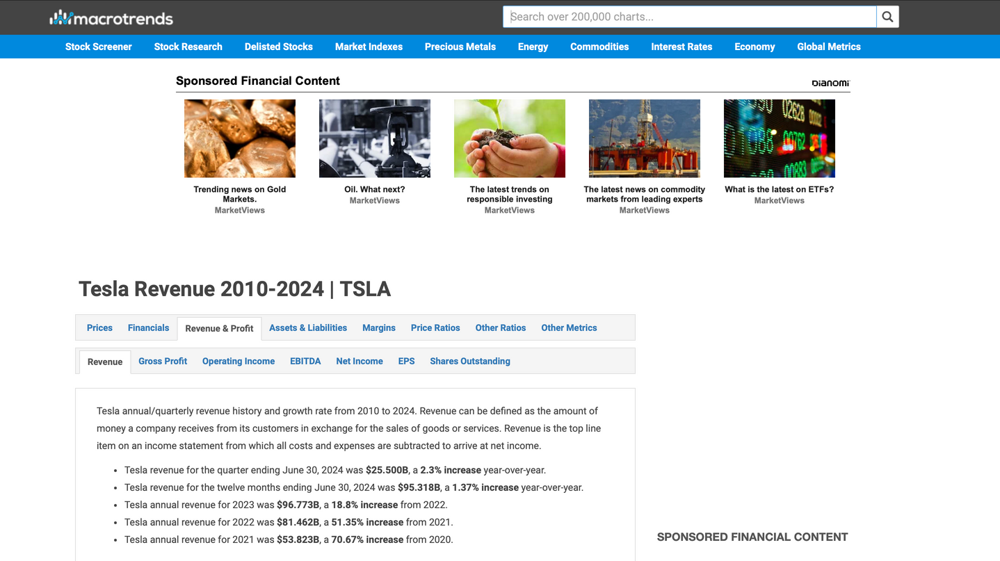 macrotrends
Search over 200,000 charts...
Stock Screener Stock Research Delisted Stocks Market Indexes Precious Metals Energy Commodities Interest Rates Economy Global Metrics
Sponsored Financial Content
bianomi
02628
00762
00883
Trending news on Gold
Markets.
MarketViews
Oil. What next?
MarketViews
The latest trends on
responsible investing
MarketViews
The latest news on commodity
markets from leading experts
MarketViews
What is the latest on ETFs?
MarketViews
Tesla Revenue 2010-2024 | TSLA
Prices Financials Revenue & Profit Assets & Liabilities Margins Price Ratios Other Ratios Other Metrics
Revenue Gross Profit Operating Income EBITDA Net Income EPS Shares Outstanding
Tesla annual/quarterly revenue history and growth rate from 2010 to 2024. Revenue can be defined as the amount of
money a company receives from its customers in exchange for the sales of goods or services. Revenue is the top line
item on an income statement from which all costs and expenses are subtracted to arrive at net income.
• Tesla revenue for the quarter ending June 30, 2024 was $25.500B, a 2.3% increase year-over-year.
• Tesla revenue for the twelve months ending June 30, 2024 was $95.318B, a 1.37% increase year-over-year.
• Tesla annual revenue for 2023 was $96.773B, a 18.8% increase from 2022.
• Tesla annual revenue for 2022 was $81.462B, a 51.35% increase from 2021.
• Tesla annual revenue for 2021 was $53.823B, a 70.67% increase from 2020.
SPONSORED FINANCIAL CONTENT